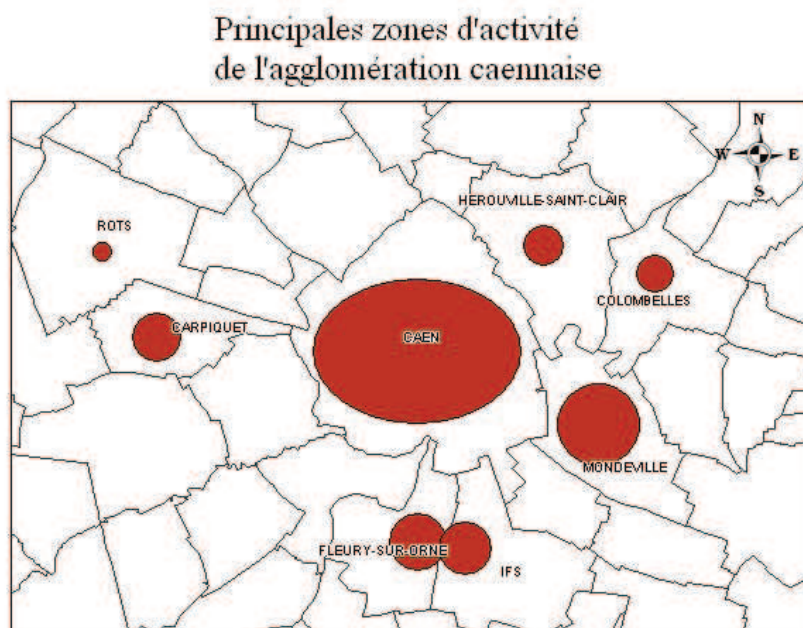 Principales zones d'activité
de l'agglomération caennaise
N
W E
S
HEROUVILLE-SAINT-CLAIR
ROTS
COLOMBELLES
CARPIQUET
CAEN
MONDEVILLE
FLEURY-SUR-ORNE
IFS